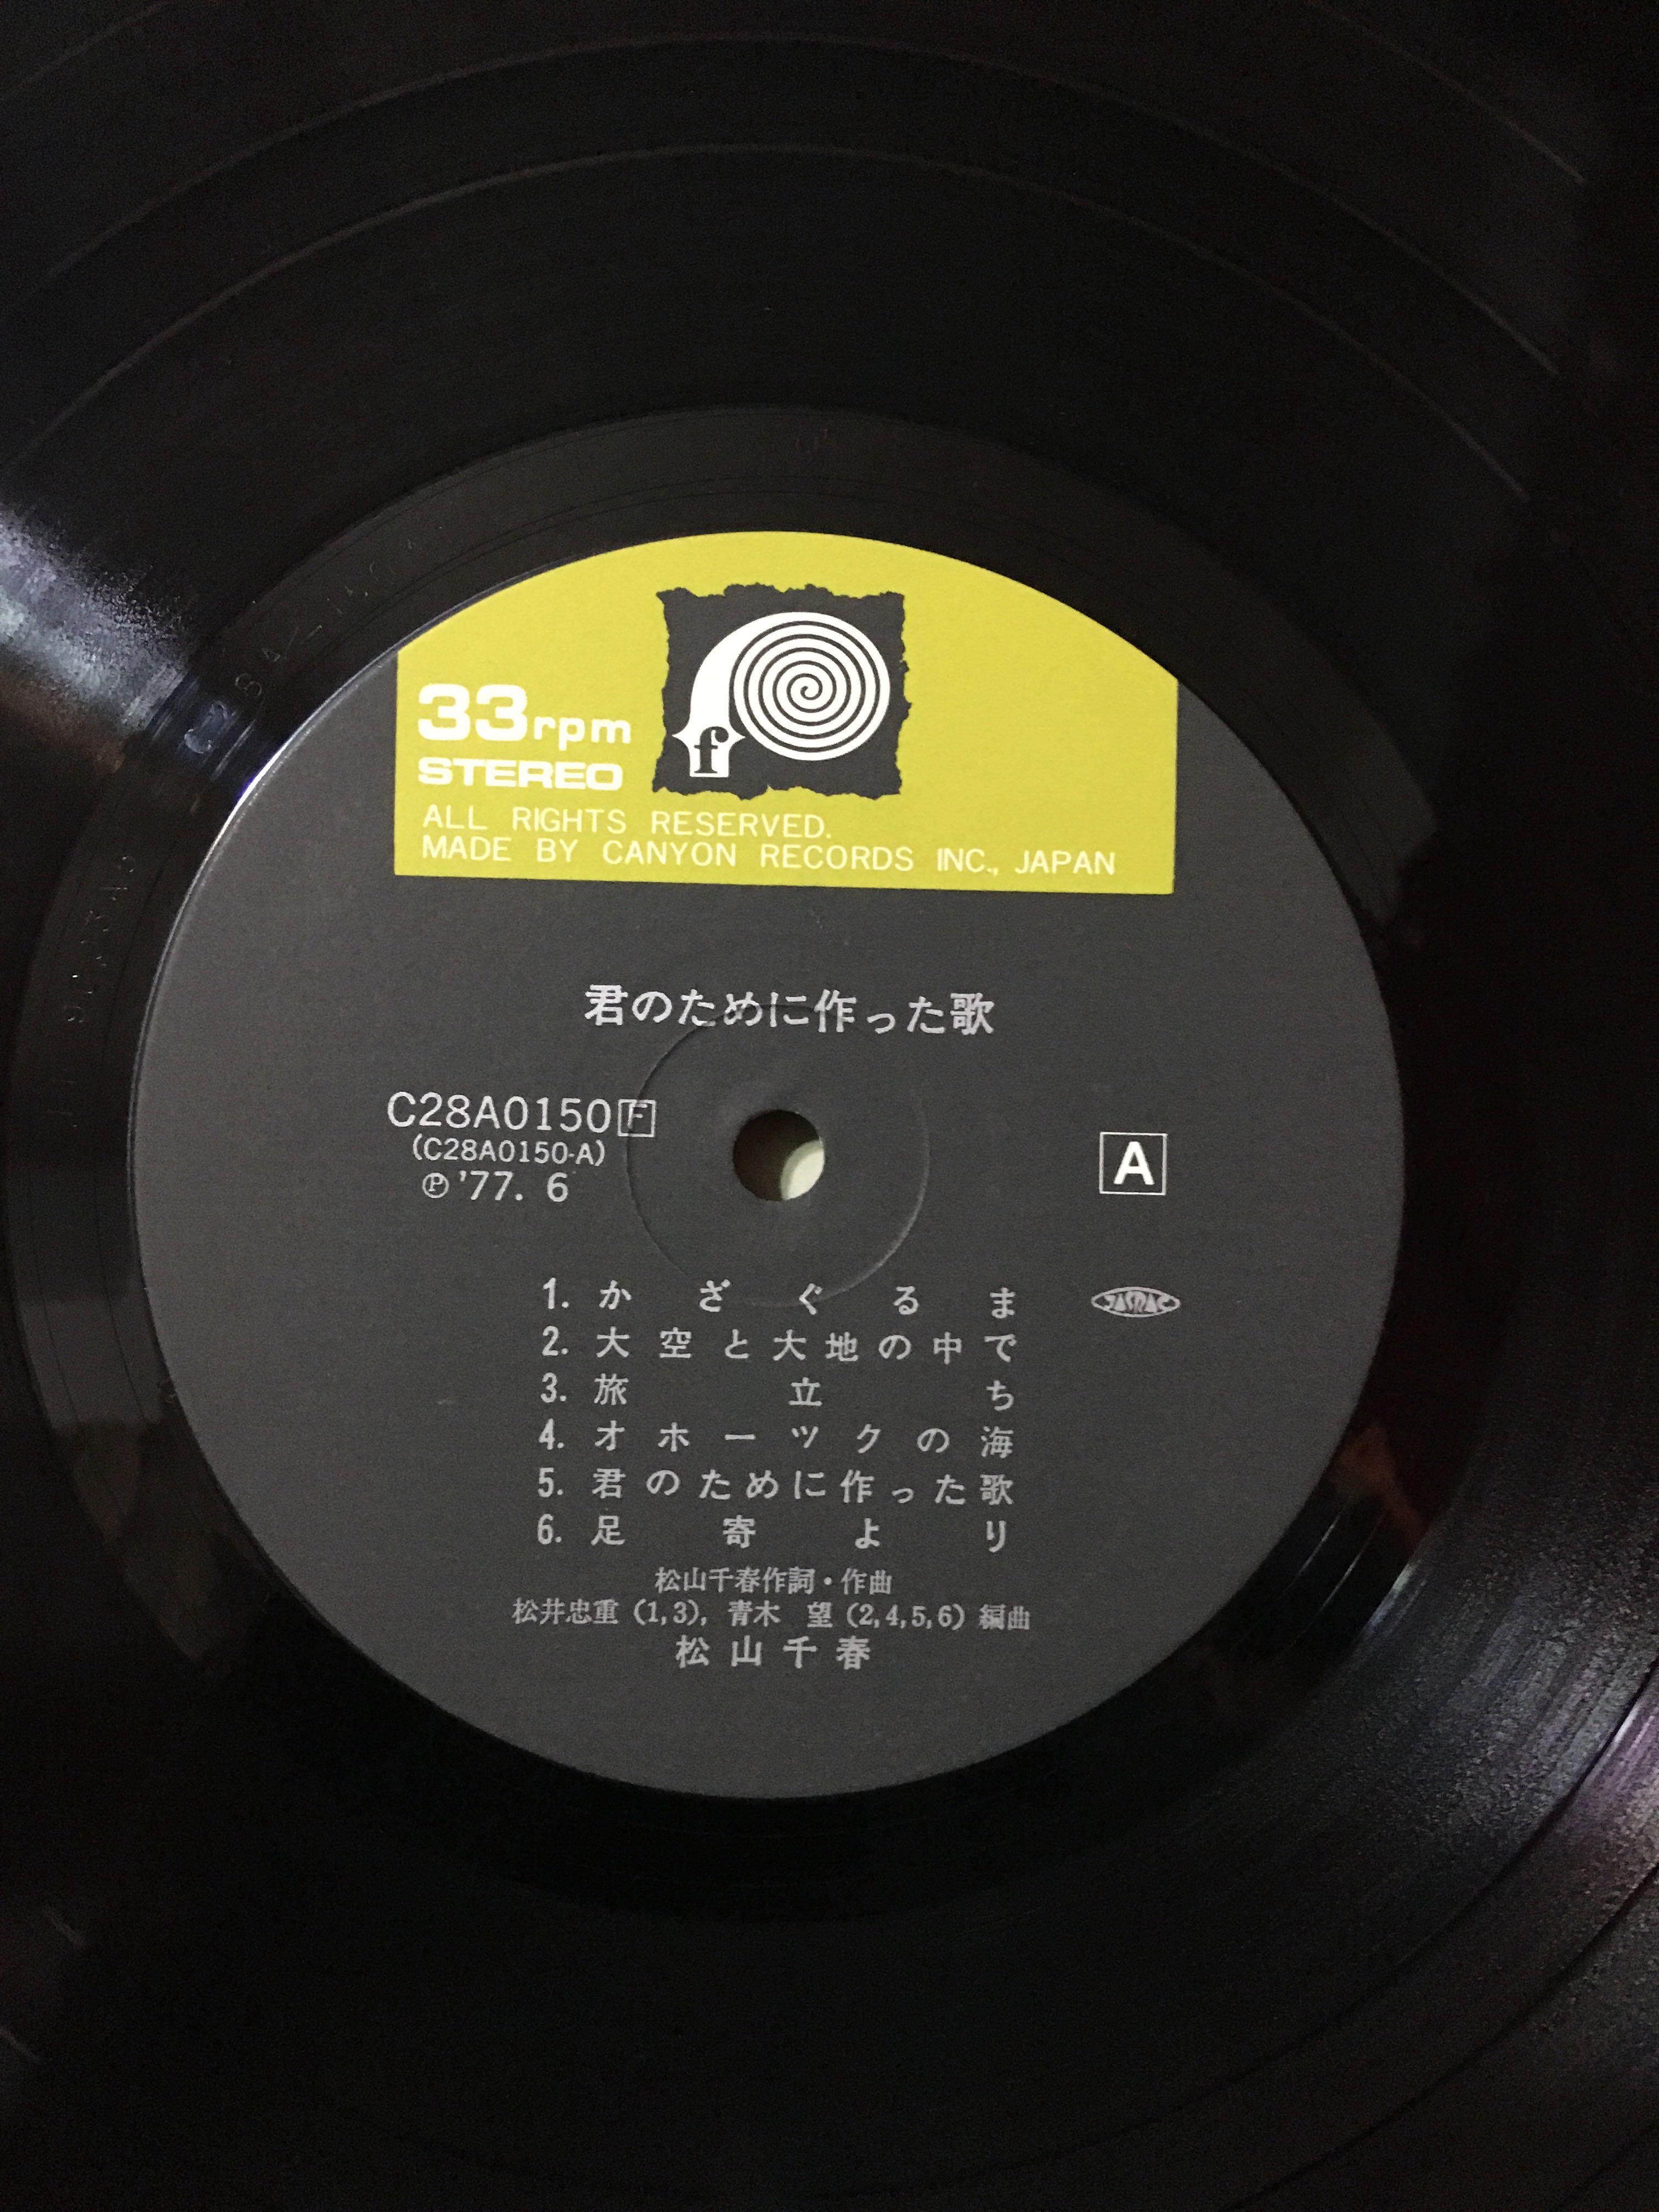 33rpm
STEREO
f
ALL RIGHTS RESERVED.
MADE BY CANYON RECORDS INC., JAPAN
君のために作った歌
C28A0150 F
(C28A0150-A)
℗'77. 6
A
1. かざぐるま
JASRAC
2. 大空と大地の中で
3. 旅立ち
4. オホーツクの海
5. 君のために作った歌
6. 足寄より
松山千春作詞・作曲
松井忠重(1,3), 青木 望(2,4,5,6)編曲
松山千春